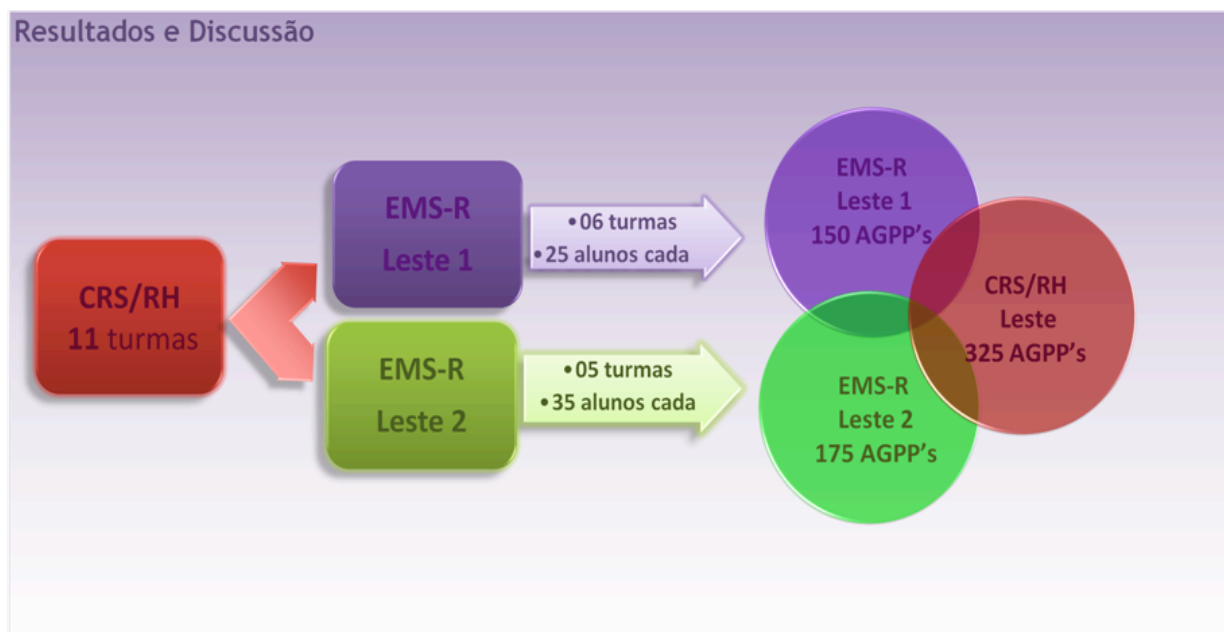 Resultados e Discussão
CRS/RH
11 turmas
EMS-R
Leste 1
•06 turmas
•25 alunos cada
EMS-R
Leste 2
•05 turmas
•35 alunos cada
EMS-R
Leste 1
150 AGPP's
EMS-R
Leste 2
175 AGPP's
CRS/RH
Leste
325 AGPP's